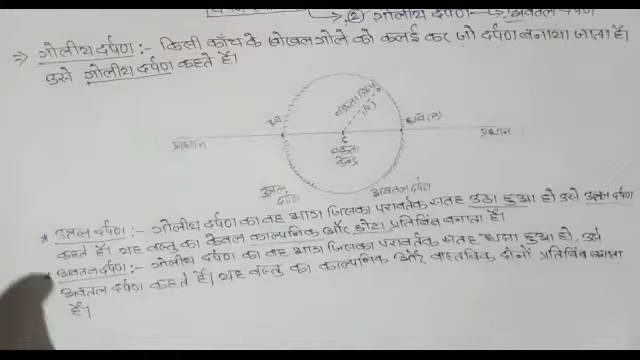 ② गोलीय दर्पण → अवतल दर्पण
⇒ गोलीय दर्पण :- किसी काँच के खोखले गोले को कलई कर जो दर्पण बनाया जाता है।
उसे गोलीय दर्पण कहते हैं।
वक्रता त्रिज्या
(R)
ध्रुव
ध्रुव (P)
प्रधान
C
प्रधान
वक्रता
केन्द्र
उत्तल
दर्पण
अवतल दर्पण
* उत्तल दर्पण :- गोलीय दर्पण का वह भाग जिसका परावर्तक सतह उठा हुआ हो उसे उत्तल दर्पण
कहते हैं। यह वस्तु का केवल काल्पनिक और छोटा प्रतिबिंब बनाता है।
* अवतल दर्पण :- गोलीय दर्पण का वह भाग जिसका परावर्तक सतह धसा हुआ हो, उसे
अवतल दर्पण कहते हैं। यह वस्तु का काल्पनिक और वास्तविक दोनों प्रतिबिंब बनाता
है।